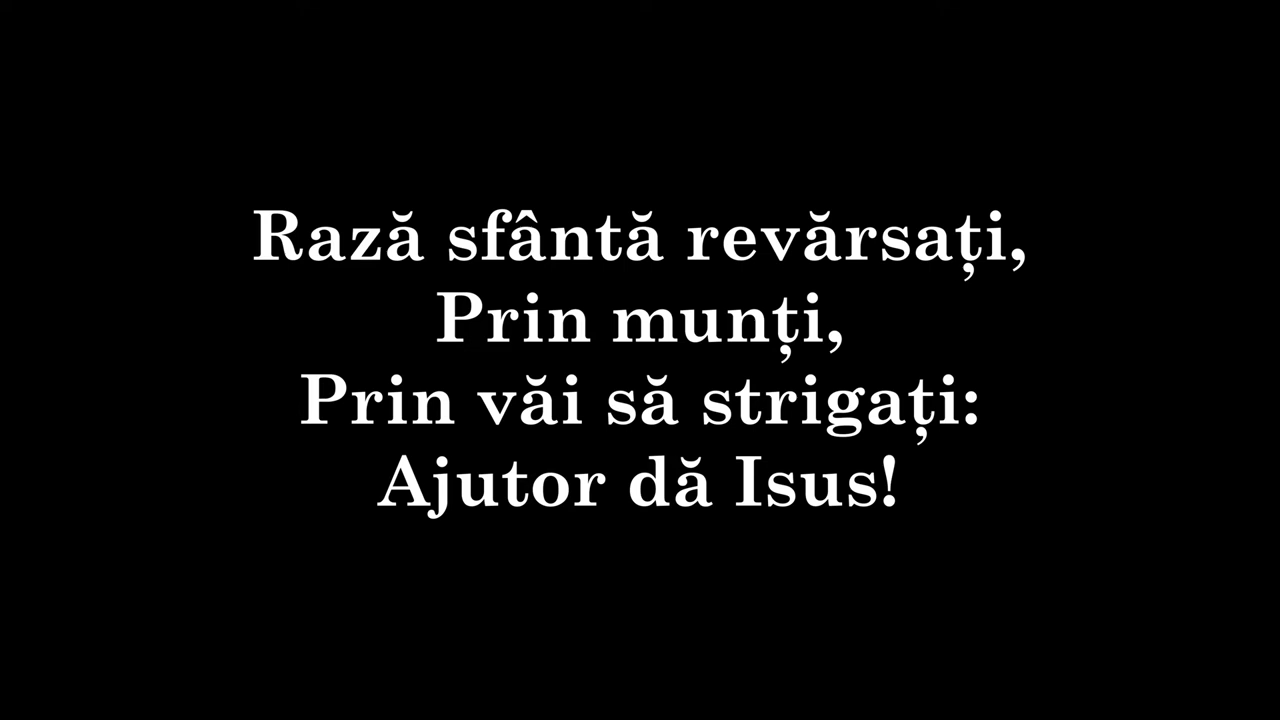 Rază sfântă revărsați,
Prin munți,
Prin văi să strigați:
Ajutor dă Isus!